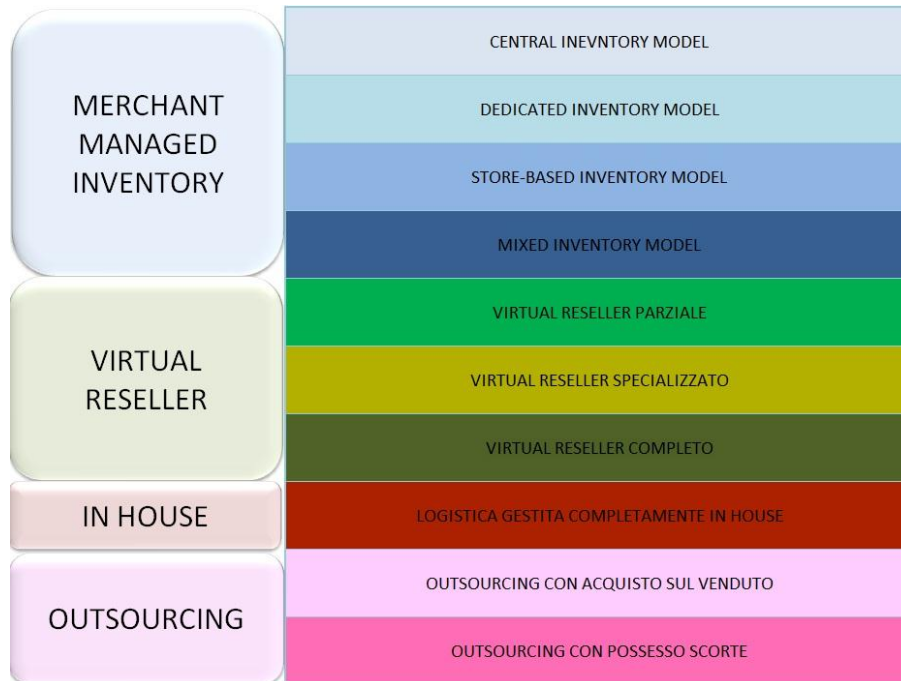 MERCHANT
MANAGED
INVENTORY
CENTRAL INEVNTORY MODEL
DEDICATED INVENTORY MODEL
STORE-BASED INVENTORY MODEL
MIXED INVENTORY MODEL
VIRTUAL
RESELLER
VIRTUAL RESELLER PARZIALE
VIRTUAL RESELLER SPECIALIZZATO
VIRTUAL RESELLER COMPLETO
IN HOUSE
LOGISTICA GESTITA COMPLETAMENTE IN HOUSE
OUTSOURCING
OUTSOURCING CON ACQUISTO SUL VENDUTO
OUTSOURCING CON POSSESSO SCORTE